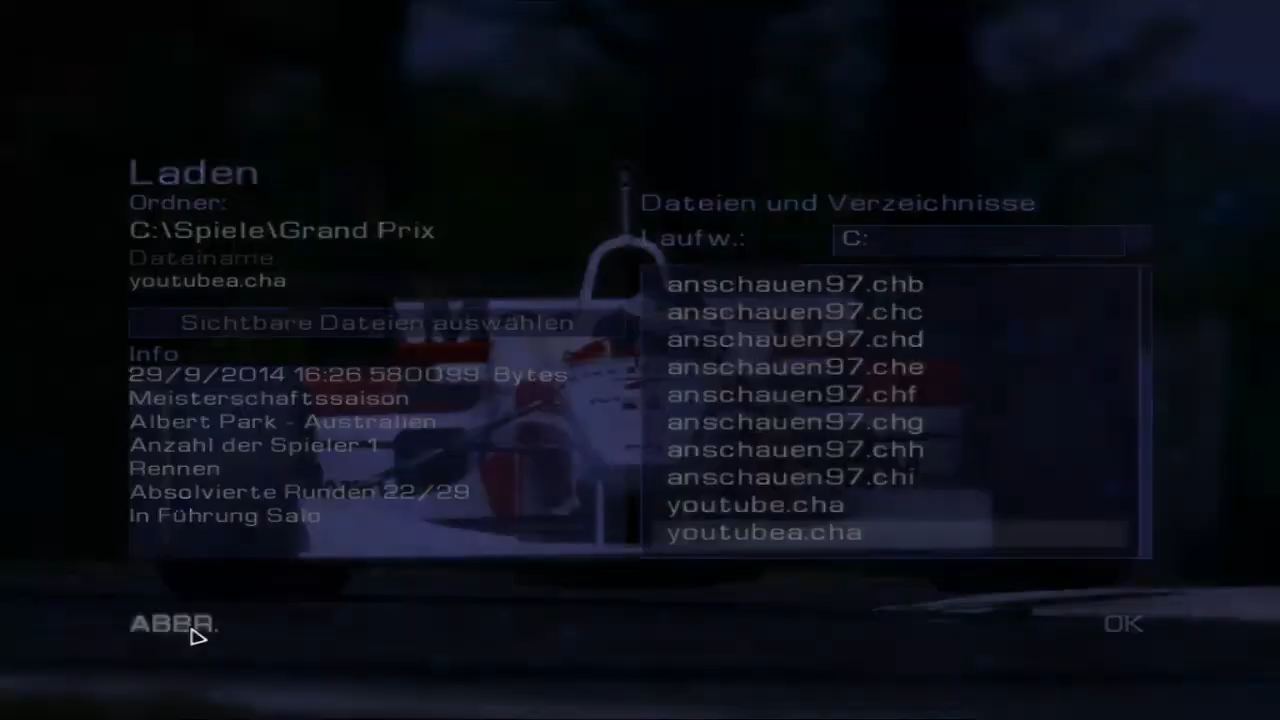 Laden
Ordner:
C:\Spiele\Grand Prix
Dateiname
youtubea.cha
Sichtbare Dateien auswählen
Info
29/9/2014 16:26 580099 Bytes
Meisterschaftssaison
Albert Park - Australien
Anzahl der Spieler 1
Rennen
Absolvierte Runden 22/29
In Führung Salo
Dateien und Verzeichnisse
Laufw.: C:
anschauen97.chb
anschauen97.chc
anschauen97.chd
anschauen97.che
anschauen97.chf
anschauen97.chg
anschauen97.chh
anschauen97.chi
youtube.cha
youtubea.cha
ABBR.
OK